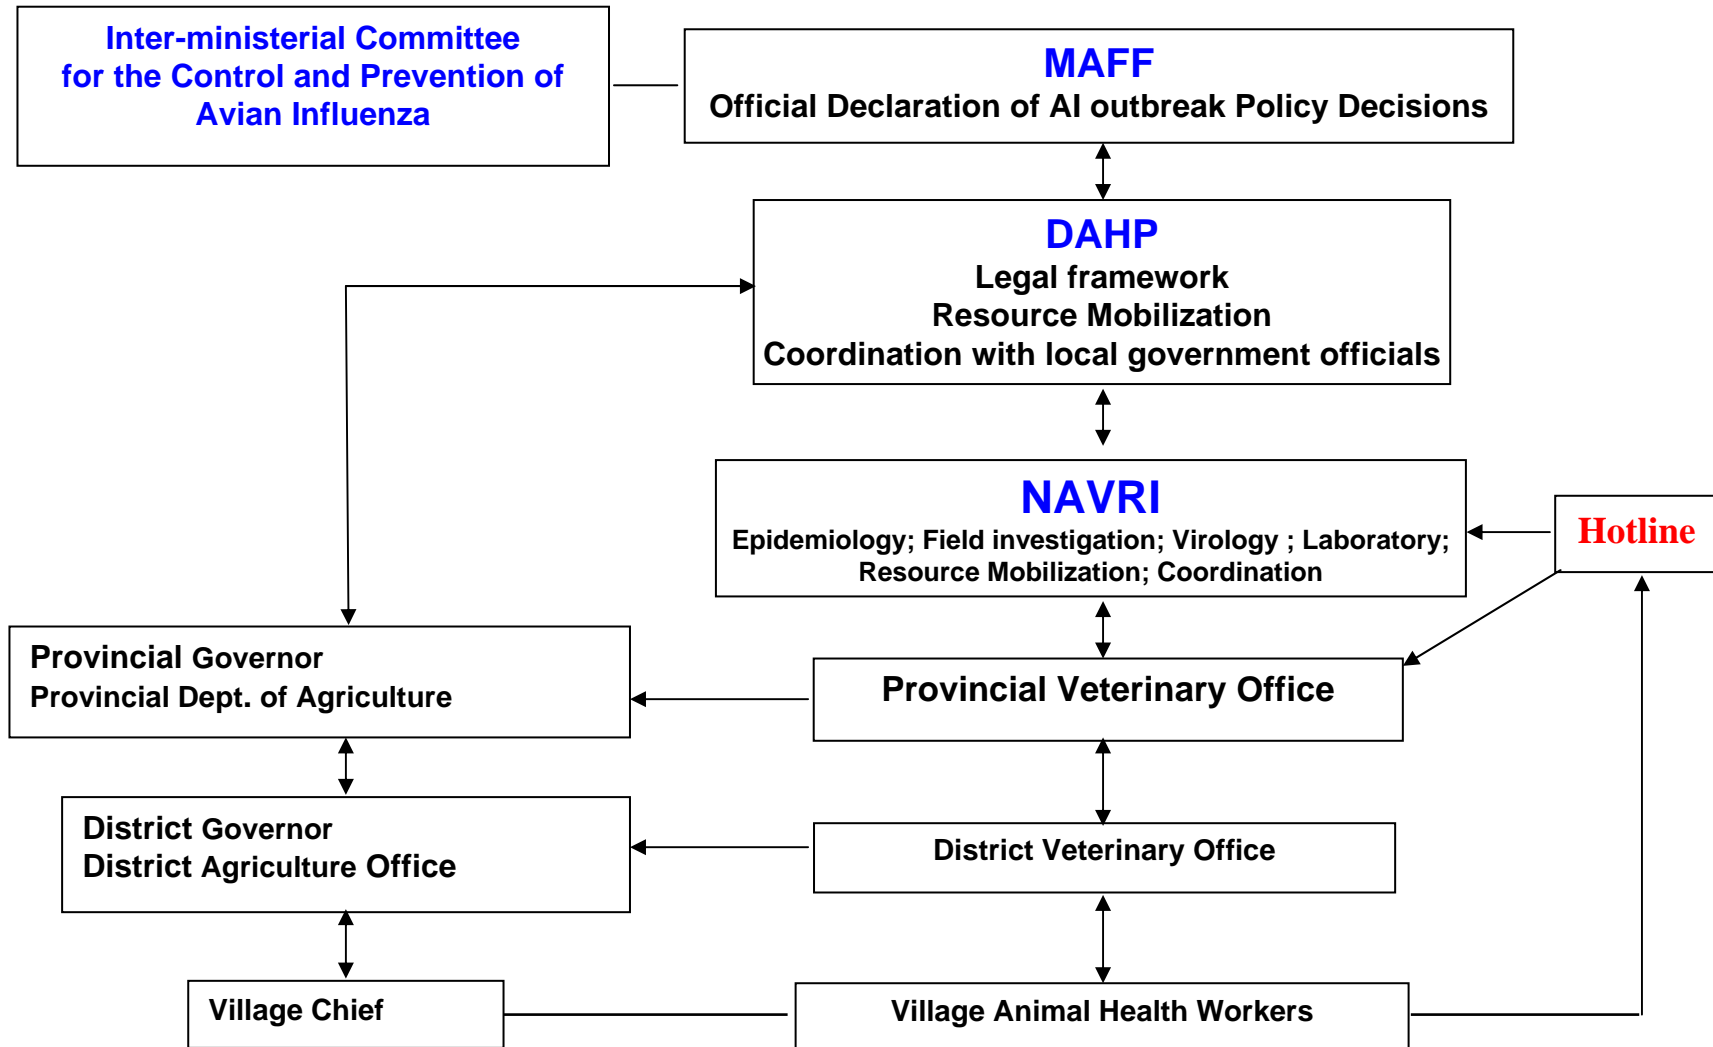 Inter-ministerial Committee
for the Control and Prevention of
Avian Influenza
MAFF
Official Declaration of AI outbreak Policy Decisions
DAHP
Legal framework
Resource Mobilization
Coordination with local government officials
NAVRI
Epidemiology; Field investigation; Virology ; Laboratory;
Resource Mobilization; Coordination
Hotline
Provincial Governor
Provincial Dept. of Agriculture
Provincial Veterinary Office
District Governor
District Agriculture Office
District Veterinary Office
Village Chief
Village Animal Health Workers